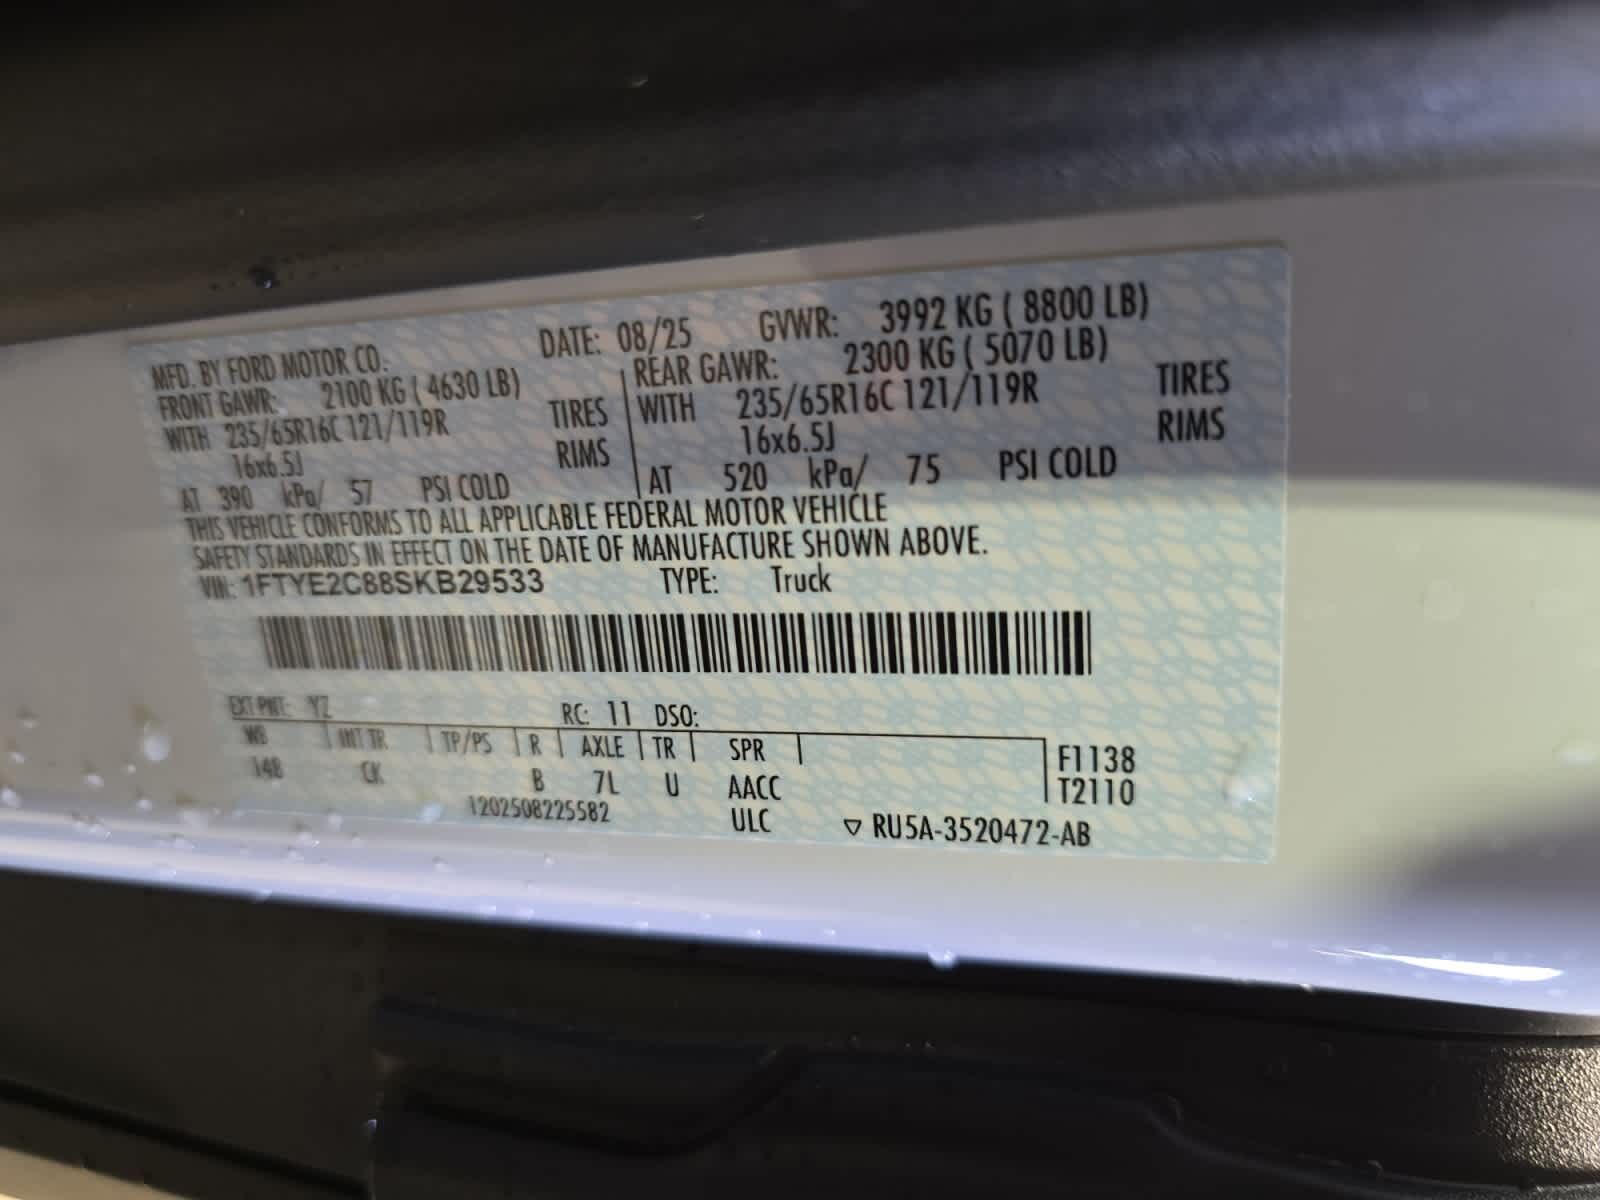 MFD. BY FORD MOTOR CO. DATE: 08/25 GVWR: 3992 KG ( 8800 LB)
FRONT GAWR: 2100 KG ( 4630 LB) REAR GAWR: 2300 KG ( 5070 LB)
WITH 235/65R16C 121/119R TIRES WITH 235/65R16C 121/119R TIRES
16x6.5J RIMS 16x6.5J RIMS
AT 390 kPa/ 57 PSI COLD AT 520 kPa/ 75 PSI COLD
THIS VEHICLE CONFORMS TO ALL APPLICABLE FEDERAL MOTOR VEHICLE
SAFETY STANDARDS IN EFFECT ON THE DATE OF MANUFACTURE SHOWN ABOVE.
VIN: 1FTYE2C88SKB29533 TYPE: Truck
EXT PNT: YZ RC: 11 DSO:
WB INT TR TP/PS R AXLE TR SPR F1138
148 CK B 7L U AACC T2110
1202508225582 ULC ▽ RU5A-3520472-AB